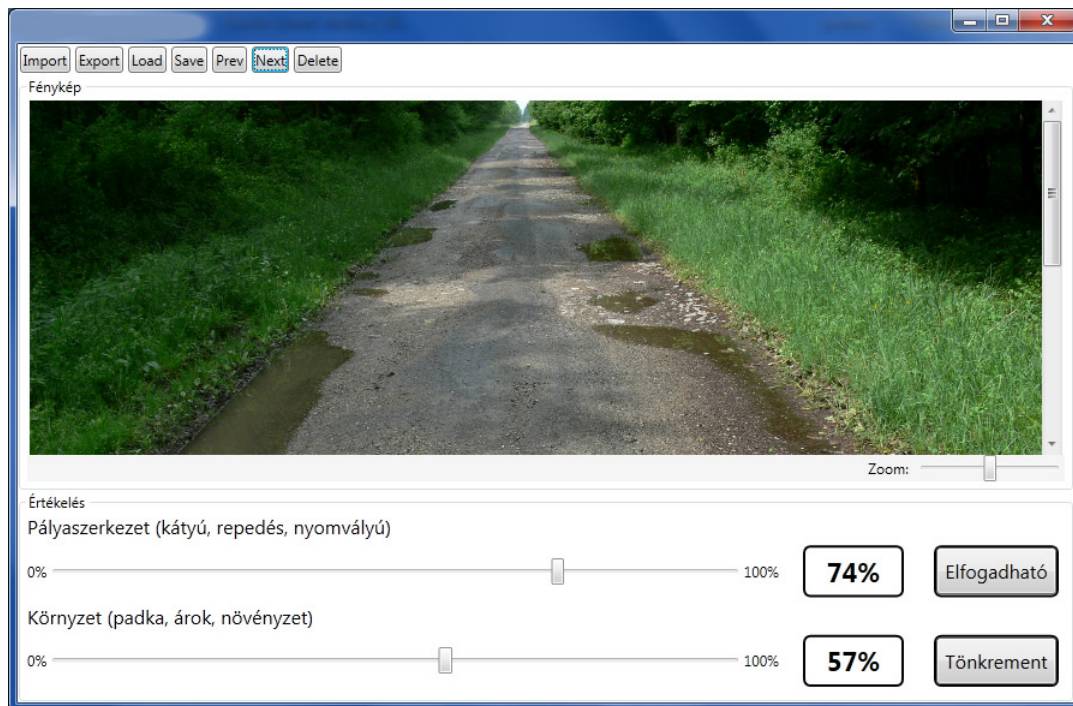 Import Export Load Save Prev Next Delete
Fénykép
Zoom:
Értékelés
Pályaszerkezet (kátyú, repedés, nyomvályú)
0% 100% 74% Elfogadható
Környzet (padka, árok, növényzet)
0% 100% 57% Tönkrement